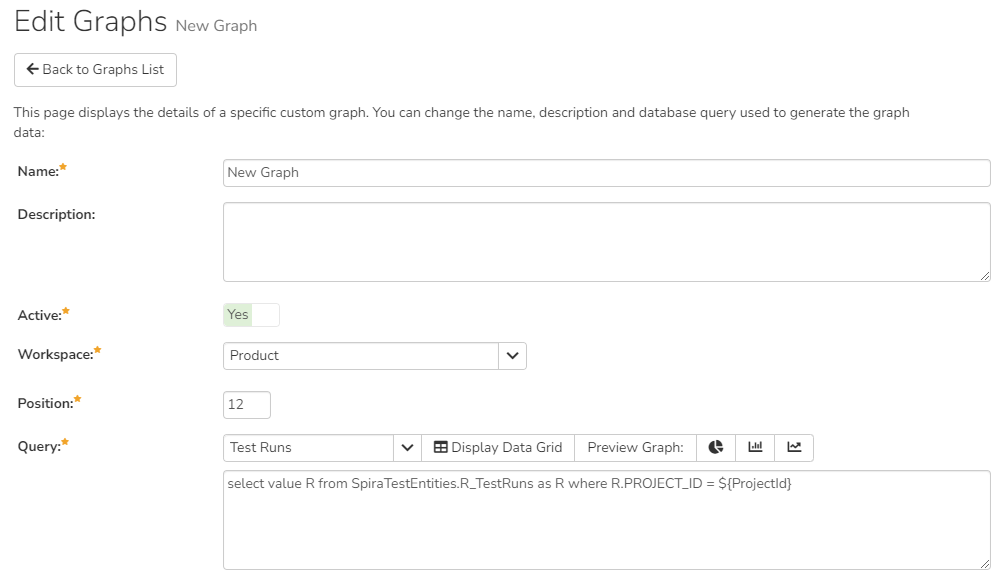 Edit Graphs New Graph
Back to Graphs List
This page displays the details of a specific custom graph. You can change the name, description and database query used to generate the graph
data:
Name:
New Graph
Description:
Active:
Yes
Workspace:
Product
Position:
12
Query:
Test Runs
Display Data Grid
Preview Graph:
select value R from SpiraTestEntities.R_TestRuns as R where R.PROJECT_ID = ${ProjectId}